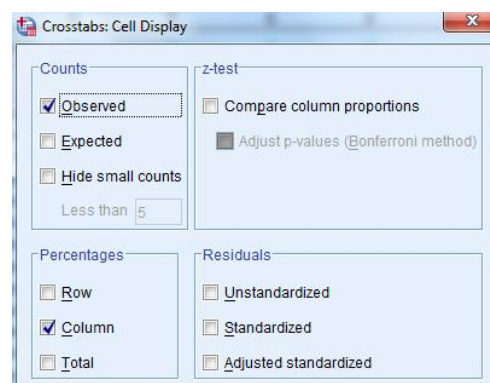 Crosstabs: Cell Display
Counts
Observed
Expected
Hide small counts
Less than 5
z-test
Compare column proportions
Adjust p-values (Bonferroni method)
Percentages
Row
Column
Total
Residuals
Unstandardized
Standardized
Adjusted standardized